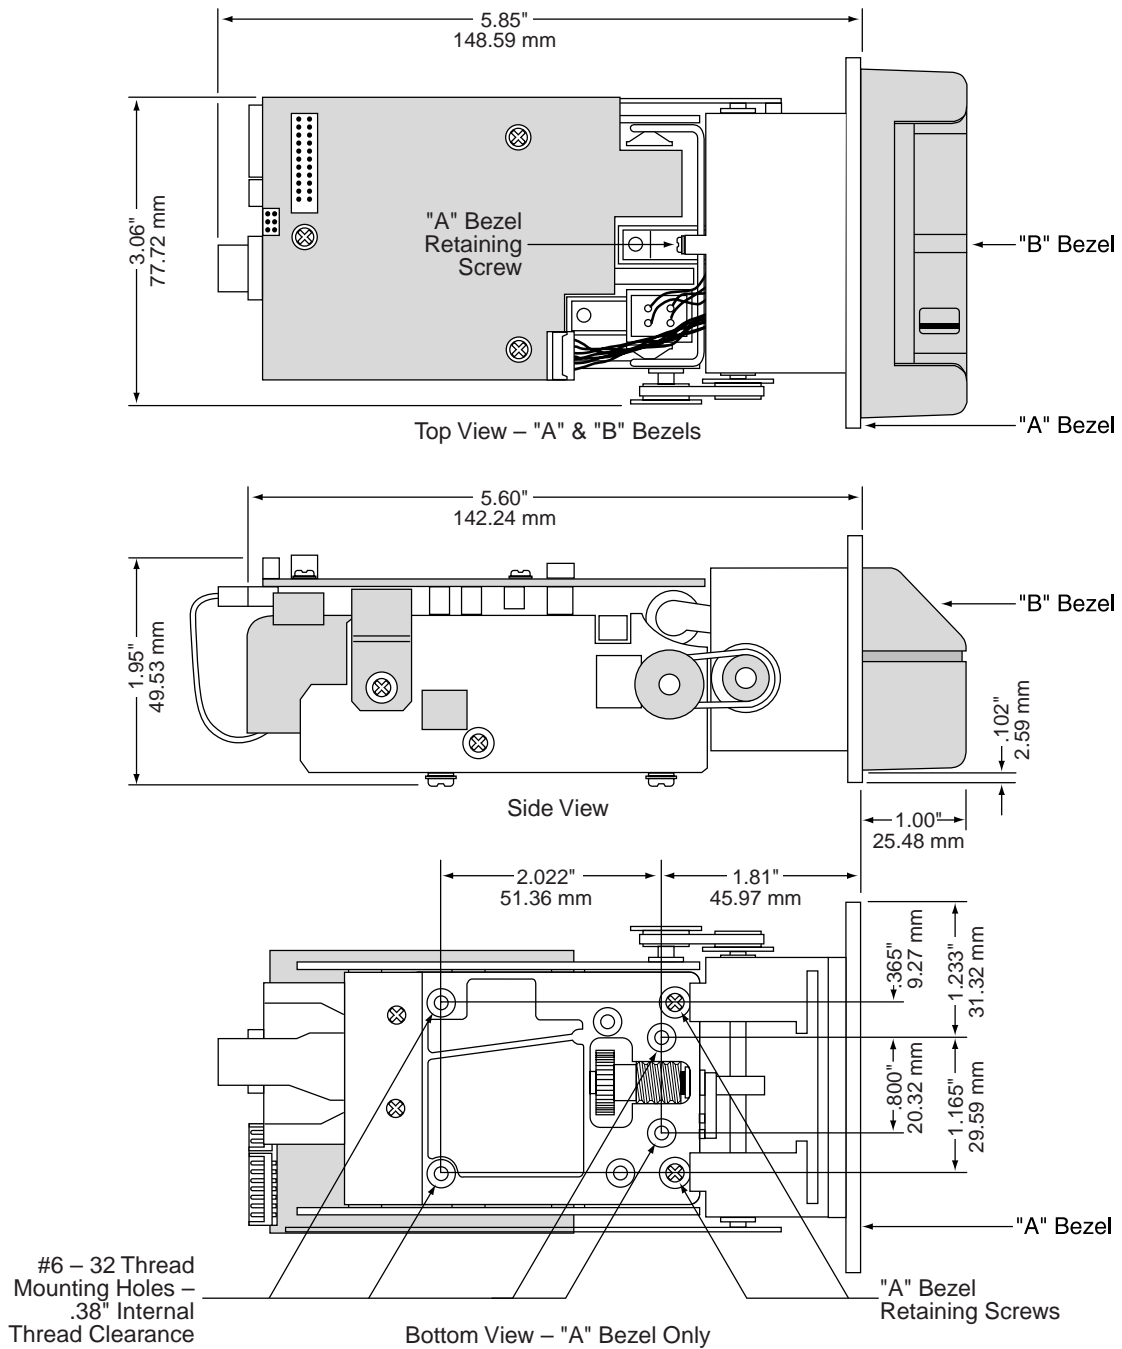 5.85"
148.59 mm
3.06"
77.72 mm
"A" Bezel
Retaining
Screw
"B" Bezel
"A" Bezel
Top View – "A" & "B" Bezels
5.60"
142.24 mm
1.95"
49.53 mm
"B" Bezel
.102"
2.59 mm
Side View
1.00"
25.48 mm
2.022"
51.36 mm
1.81"
45.97 mm
.365"
9.27 mm
1.233"
31.32 mm
.800"
20.32 mm
1.165"
29.59 mm
"A" Bezel
#6 – 32 Thread
Mounting Holes –
.38" Internal
Thread Clearance
"A" Bezel
Retaining Screws
Bottom View – "A" Bezel Only